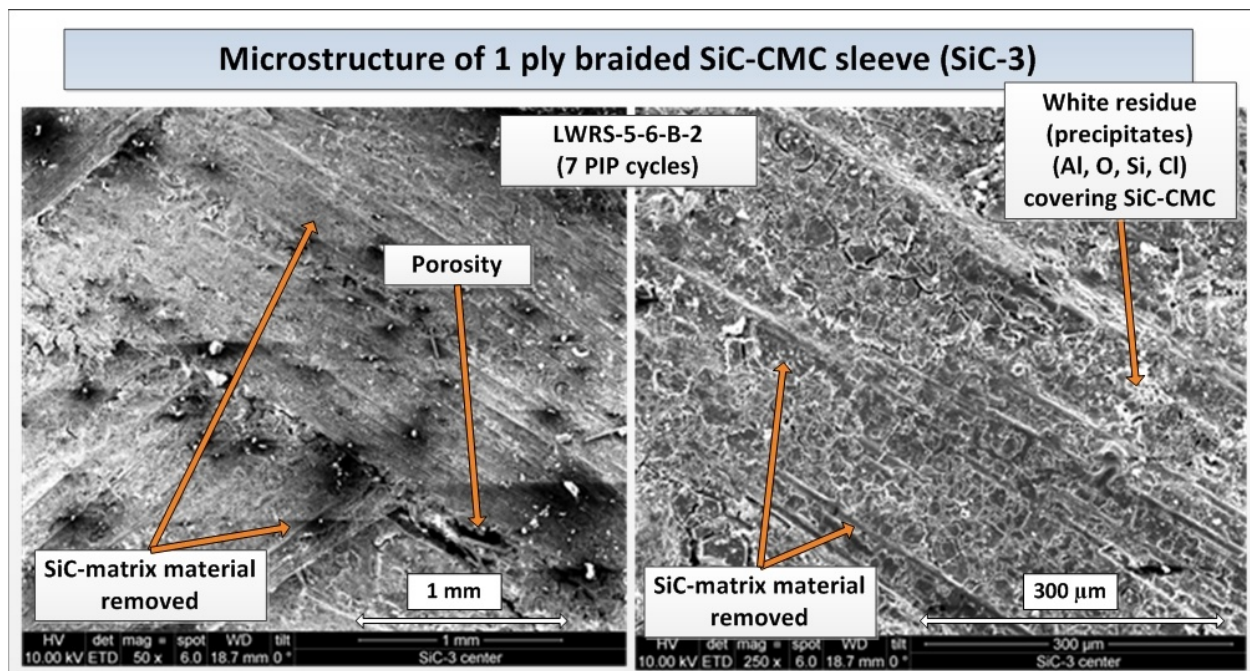 Microstructure of 1 ply braided SiC-CMC sleeve (SiC-3)
LWRS-5-6-B-2
(7 PIP cycles)
White residue
(precipitates)
(Al, O, Si, Cl)
covering SiC-CMC
Porosity
SiC-matrix material
removed
1 mm
SiC-matrix material
removed
300 μm
HV det mag = spot WD tilt 1 mm
10.00 kV ETD 50 x 6.0 18.7 mm 0 ° SiC-3 center
HV det mag = spot WD tilt 300 μm
10.00 kV ETD 250 x 6.0 18.7 mm 0 ° SiC-3 center